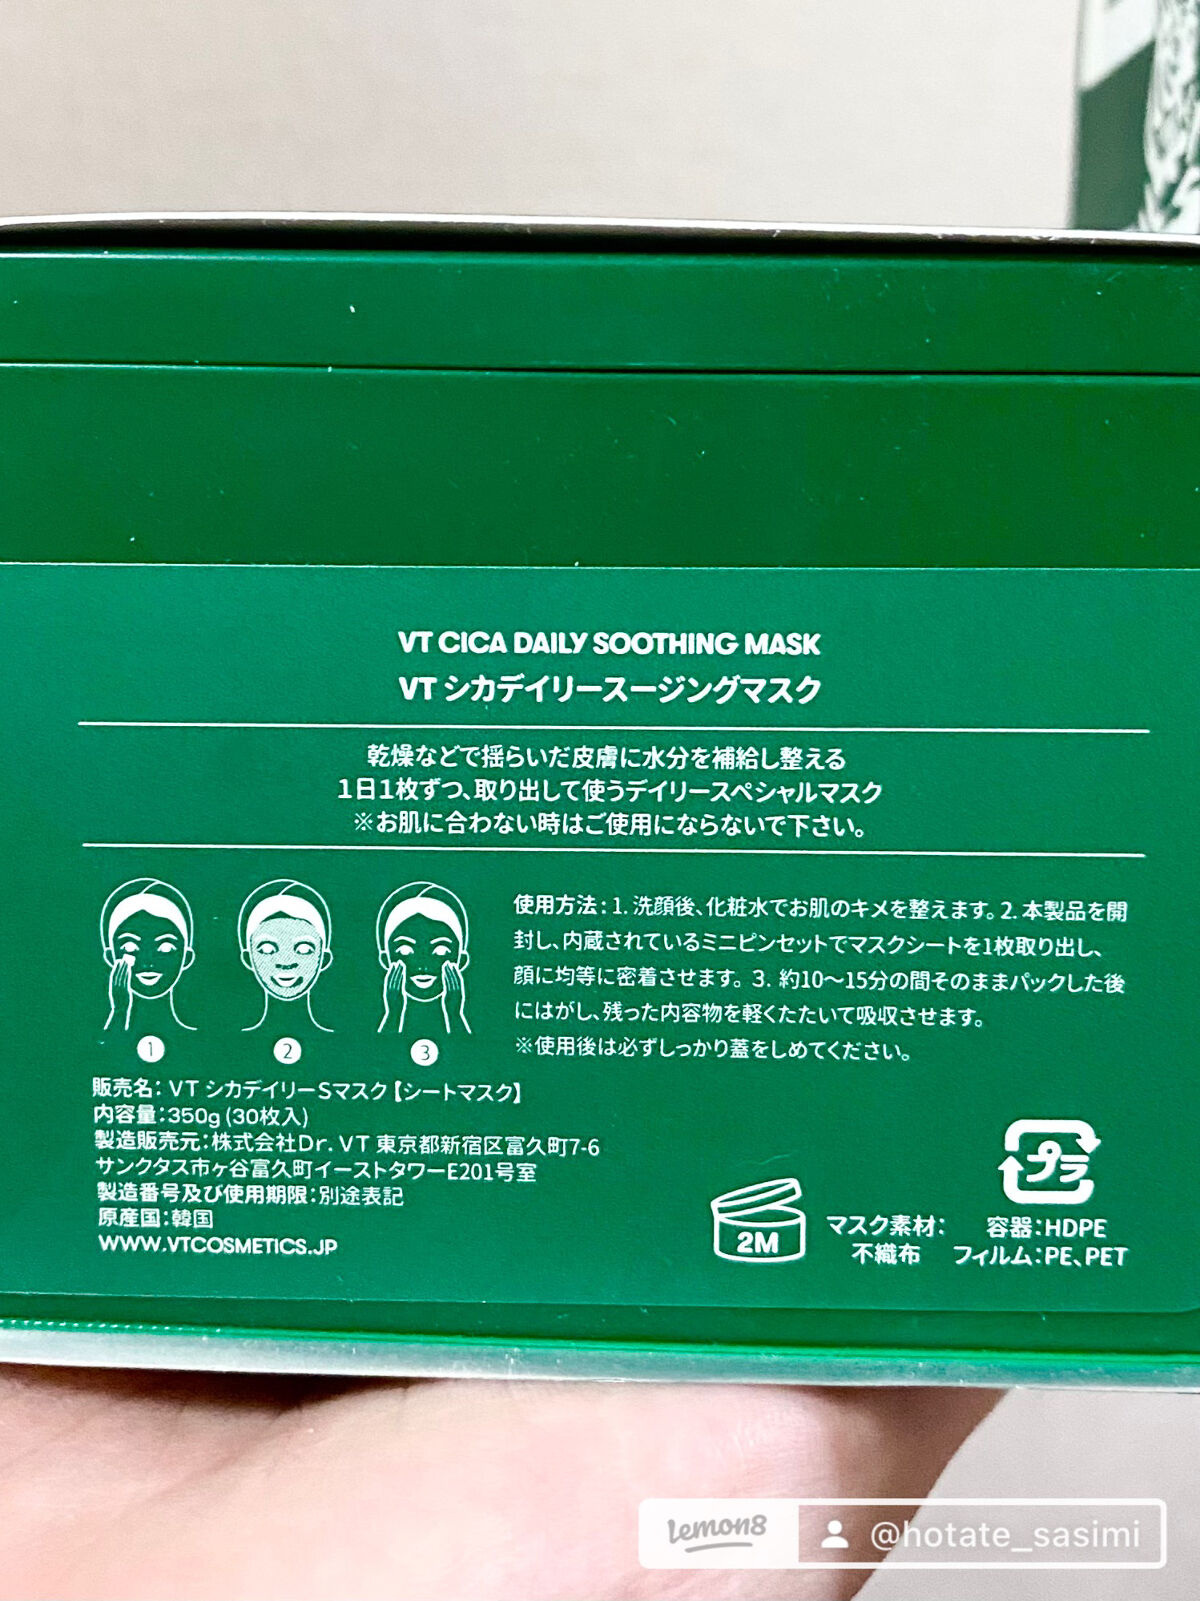 VT CICA DAILY SOOTHING MASK
VT シカデイリースージングマスク
乾燥などで揺らいだ皮膚に水分を補給し整える
1日1枚ずつ、取り出して使うデイリースペシャルマスク
※お肌に合わない時はご使用にならないで下さい。
使用方法：1. 洗顔後、化粧水でお肌のキメを整えます。2. 本製品を開
封し、内蔵されているミニピンセットでマスクシートを1枚取り出し、
顔に均等に密着させます。 3. 約10〜15分の間そのままパックした後
にはがし、残った内容物を軽くたたいて吸収させます。
※使用後は必ずしっかり蓋をしめてください。
1 2 3
販売名：VT シカデイリーSマスク【シートマスク】
内容量：350g (30枚入)
製造販売元：株式会社Dr. VT 東京都新宿区富久町7-6
サンクタス市ヶ谷富久町イーストタワーE201号室
製造番号及び使用期限：別途表記
原産国：韓国
WWW.VTCOSMETICS.JP
2M
マスク素材：
不織布
プラ
容器：HDPE
フィルム：PE、PET
lemon8 @hotate_sasimi